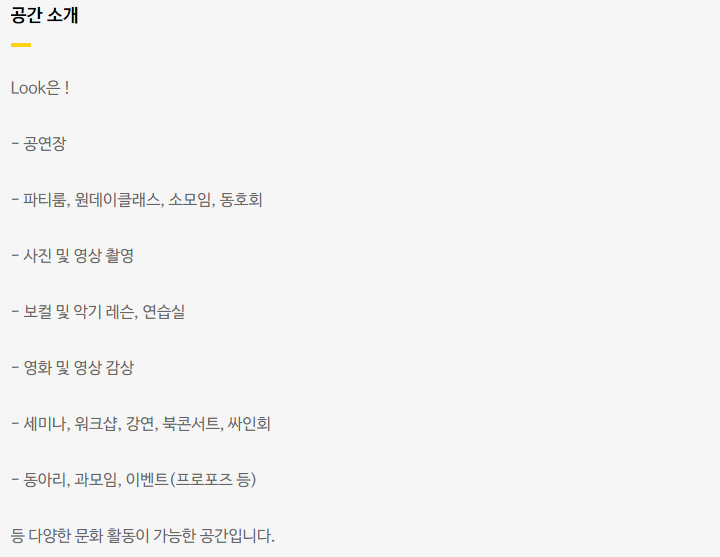 공간 소개
Look은 !
- 공연장
- 파티룸, 원데이클래스, 소모임, 동호회
- 사진 및 영상 촬영
- 보컬 및 악기 레슨, 연습실
- 영화 및 영상 감상
- 세미나, 워크샵, 강연, 북콘서트, 싸인회
- 동아리, 과모임, 이벤트(프로포즈 등)
등 다양한 문화 활동이 가능한 공간입니다.